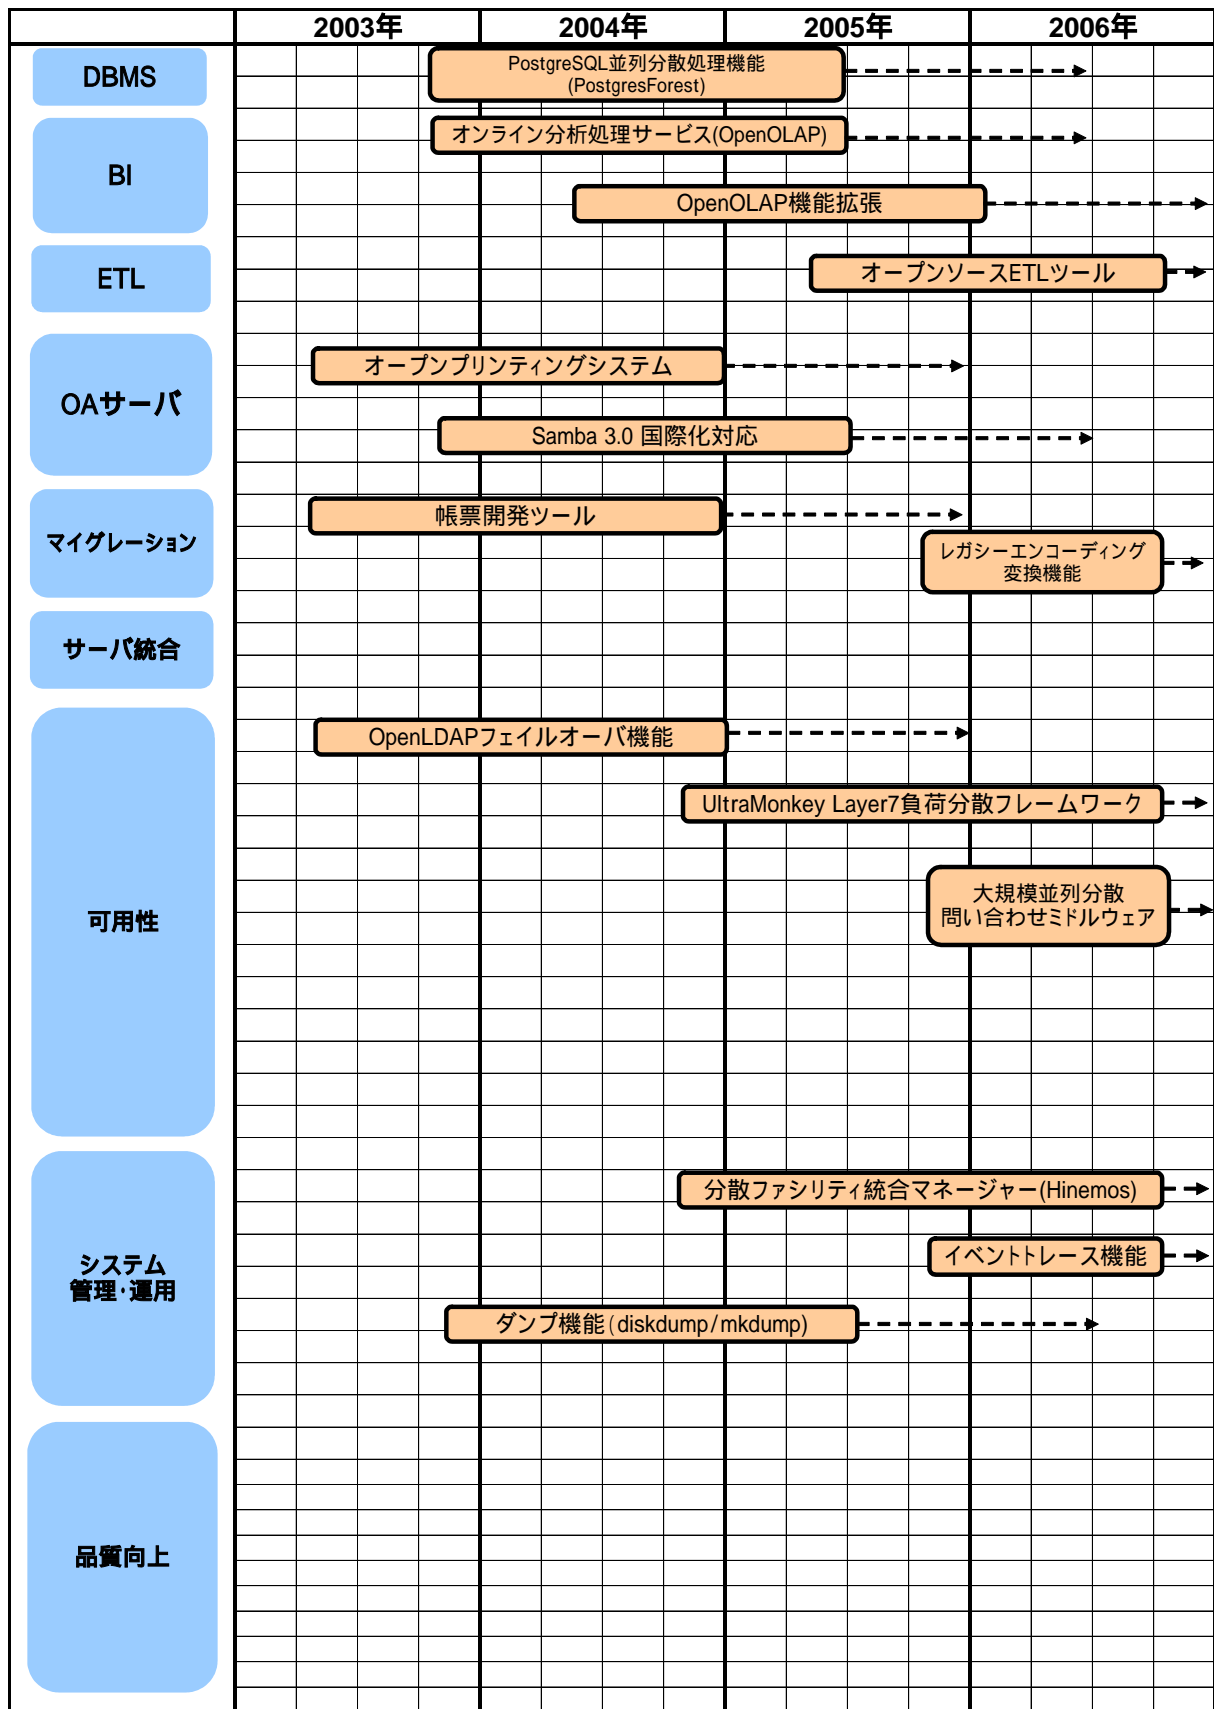 2003年 2004年 2005年 2006年
DBMS
PostgreSQL並列分散処理機能
(PostgresForest)
BI
オンライン分析処理サービス(OpenOLAP)
OpenOLAP機能拡張
ETL
オープンソースETLツール
OAサーバ
オープンプリンティングシステム
Samba 3.0 国際化対応
マイグレーション
帳票開発ツール
レガシーエンコーディング
変換機能
サーバ統合
可用性
OpenLDAPフェイルオーバ機能
UltraMonkey Layer7負荷分散フレームワーク
大規模並列分散
問い合わせミドルウェア
システム
管理・運用
分散ファシリティ統合マネージャー(Hinemos)
イベントトレース機能
ダンプ機能(diskdump/mkdump)
品質向上